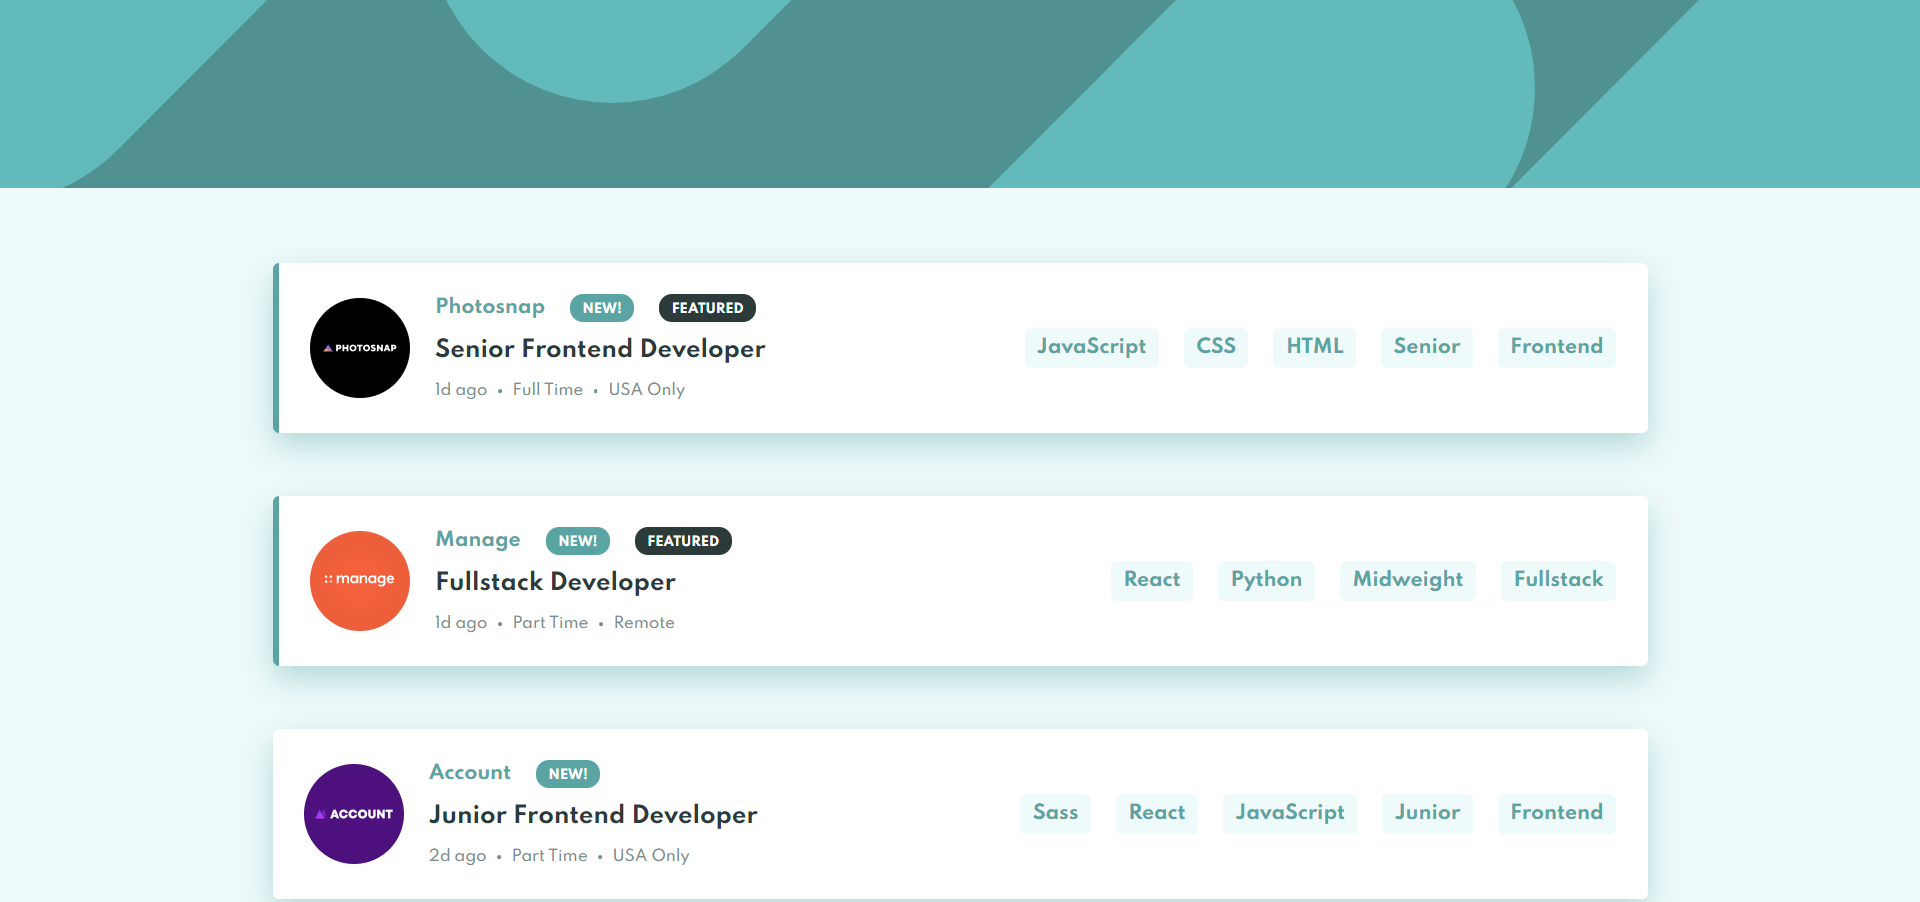 PHOTOSNAP
Photosnap NEW! FEATURED
Senior Frontend Developer
1d ago • Full Time • USA Only
JavaScript CSS HTML Senior Frontend
manage
Manage NEW! FEATURED
Fullstack Developer
1d ago • Part Time • Remote
React Python Midweight Fullstack
ACCOUNT
Account NEW!
Junior Frontend Developer
2d ago • Part Time • USA Only
Sass React JavaScript Junior Frontend